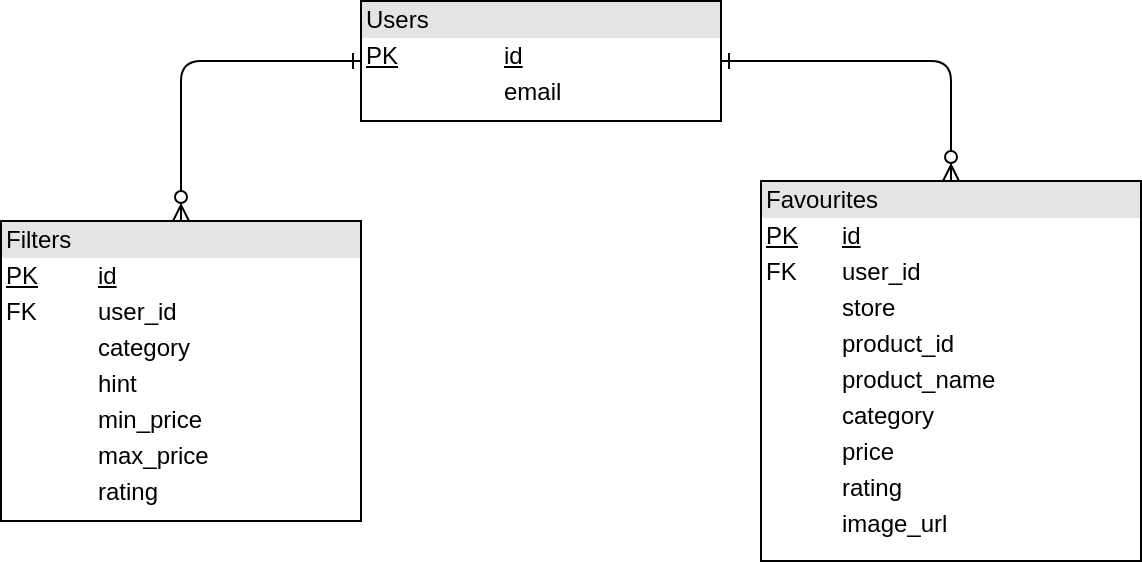 Users
PK id
email
Filters
PK id
FK user_id
category
hint
min_price
max_price
rating
Favourites
PK id
FK user_id
store
product_id
product_name
category
price
rating
image_url